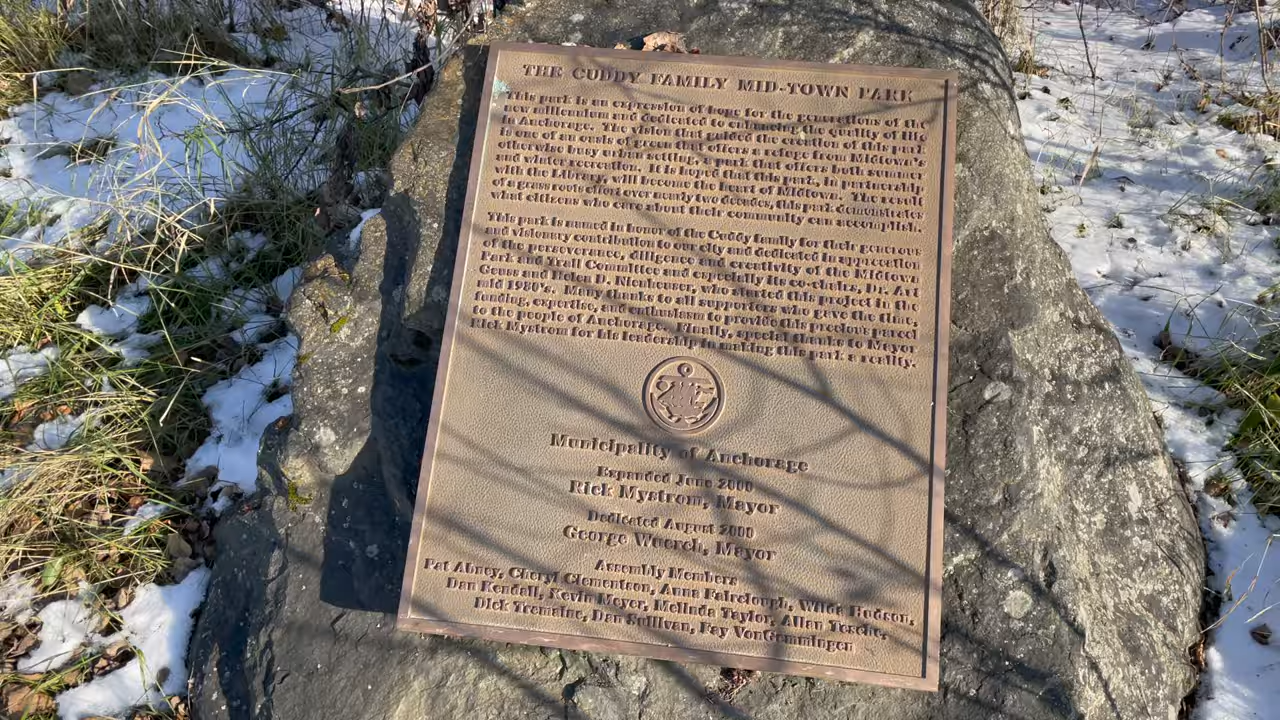 THE CUDDY FAMILY MID-TOWN PARK
This park is an expression of hope for the generations of the
new millennium and is dedicated to enhancing the quality of life
in Anchorage. The vision that guided the creation of this park
is one of an oasis of green that offers a refuge from Midtown's
otherwise busy urban setting, a park that offers both summer
and winter recreation. It is hoped that this park, in partnership
with the Library, will become the heart of Midtown. The result
of a grass roots effort over nearly two decades, this park demonstrates
what citizens who care about their community can accomplish.
This park is named in honor of the Cuddy family for their generous
and visionary contribution to our city and dedicated in appreciation
of the perseverance, diligence and creativity of the Midtown
Park and Trail Committee and especially its co-chairs, Dr. Art
Geuss and Helen D. Nienhueser, who started this project in the
mid 1980's. Many thanks to all supporters who gave the time,
funding, expertise, and enthusiasm to provide this precious parcel
to the people of Anchorage. Finally, special thanks to Mayor
Rick Mystrom for his leadership in making the park a reality.
Municipality of Anchorage
Expanded June 2000
Rick Mystrom, Mayor
Dedicated August 2000
George Wuerch, Mayor
Assembly Members
Pat Abney, Cheryl Clementson, Anna Fairclough, Wilda Hudson,
Dan Kendall, Kevin Meyer, Melinda Taylor, Allan Tesche,
Dick Tremaine, Dan Sullivan, Fay VonGemmingen